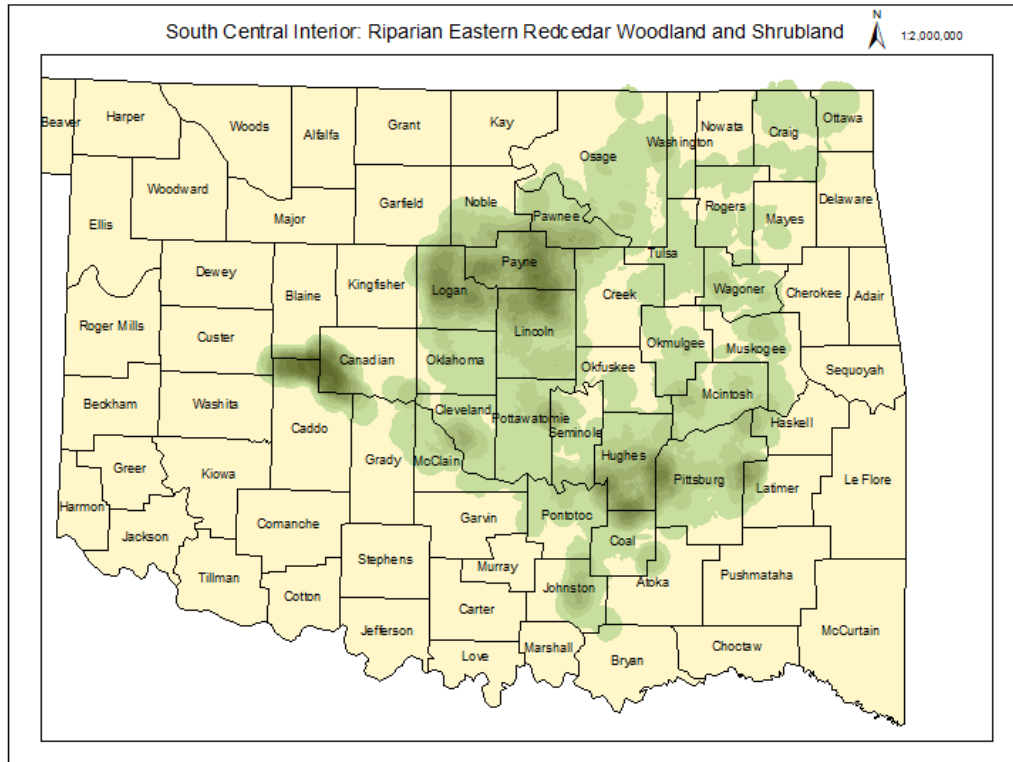 South Central Interior: Riparian Eastern Redcedar Woodland and Shrubland
N
1:2,000,000
Beaver
Harper
Woods
Alfalfa
Grant
Kay
Osage
Washington
Nowata
Craig
Ottawa
Woodward
Ellis
Major
Garfield
Noble
Pawnee
Rogers
Mayes
Delaware
Dewey
Blaine
Kingfisher
Logan
Payne
Tulsa
Creek
Wagoner
Cherokee
Adair
Roger Mills
Custer
Canadian
Oklahoma
Lincoln
Okmulgee
Muskogee
Okfuskee
Sequoyah
Beckham
Washita
Caddo
Cleveland
Pottawatomie
Seminole
Mcintosh
Haskell
Greer
Kiowa
Grady
McClain
Hughes
Pittsburg
Latimer
Le Flore
Harmon
Jackson
Comanche
Garvin
Pontotoc
Coal
Tillman
Stephens
Murray
Johnston
Atoka
Pushmataha
Cotton
Carter
Jefferson
Love
Marshall
Bryan
Choctaw
McCurtain